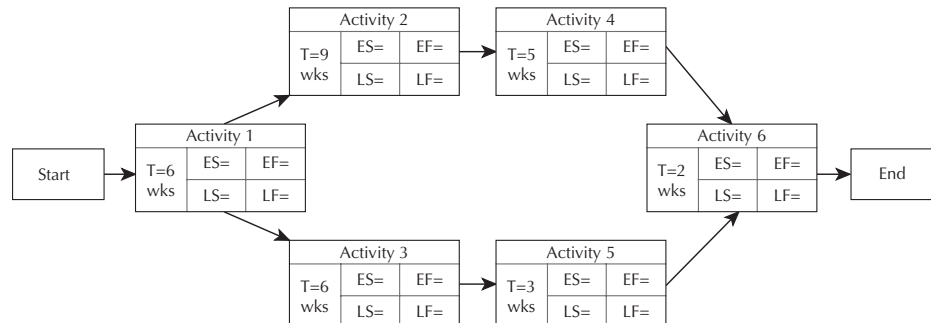 Activity 2
T=9
wks
ES= EF=
LS= LF=
Activity 4
T=5
wks
ES= EF=
LS= LF=
Start
Activity 1
T=6
wks
ES= EF=
LS= LF=
Activity 6
T=2
wks
ES= EF=
LS= LF=
End
Activity 3
T=6
wks
ES= EF=
LS= LF=
Activity 5
T=3
wks
ES= EF=
LS= LF=